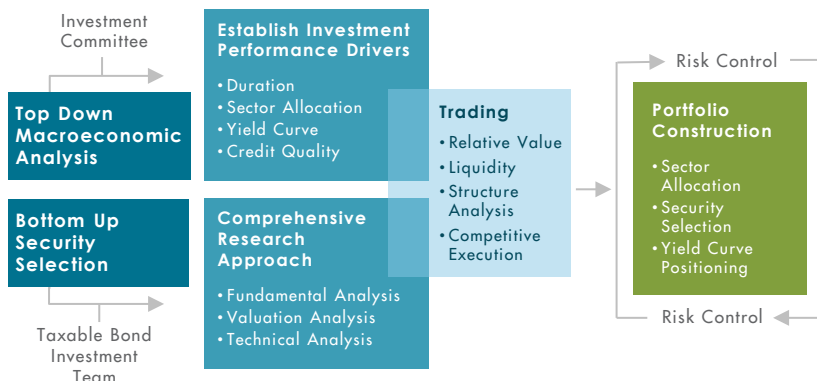 Investment
Committee
Top Down
Macroeconomic
Analysis
Bottom Up
Security
Selection
Taxable Bond
Investment
Team
Establish Investment
Performance Drivers
• Duration
• Sector Allocation
• Yield Curve
• Credit Quality
Comprehensive
Research
Approach
• Fundamental Analysis
• Valuation Analysis
• Technical Analysis
Trading
• Relative Value
• Liquidity
• Structure
Analysis
• Competitive
Execution
Risk Control
Portfolio
Construction
• Sector
Allocation
• Security
Selection
• Yield Curve
Positioning
Risk Control